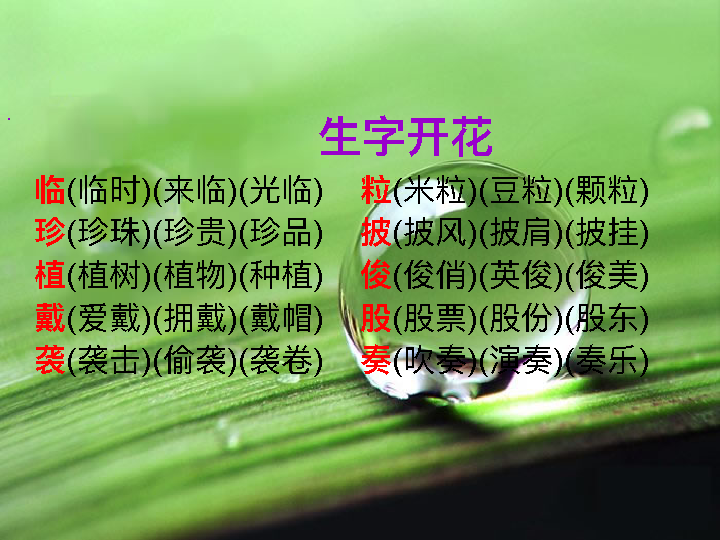 生字开花
临(临时)(来临)(光临) 粒(米粒)(豆粒)(颗粒)
珍(珍珠)(珍贵)(珍品) 披(披风)(披肩)(披挂)
植(植树)(植物)(种植) 俊(俊俏)(英俊)(俊美)
戴(爱戴)(拥戴)(戴帽) 股(股票)(股份)(股东)
袭(袭击)(偷袭)(袭卷) 奏(吹奏)(演奏)(奏乐)